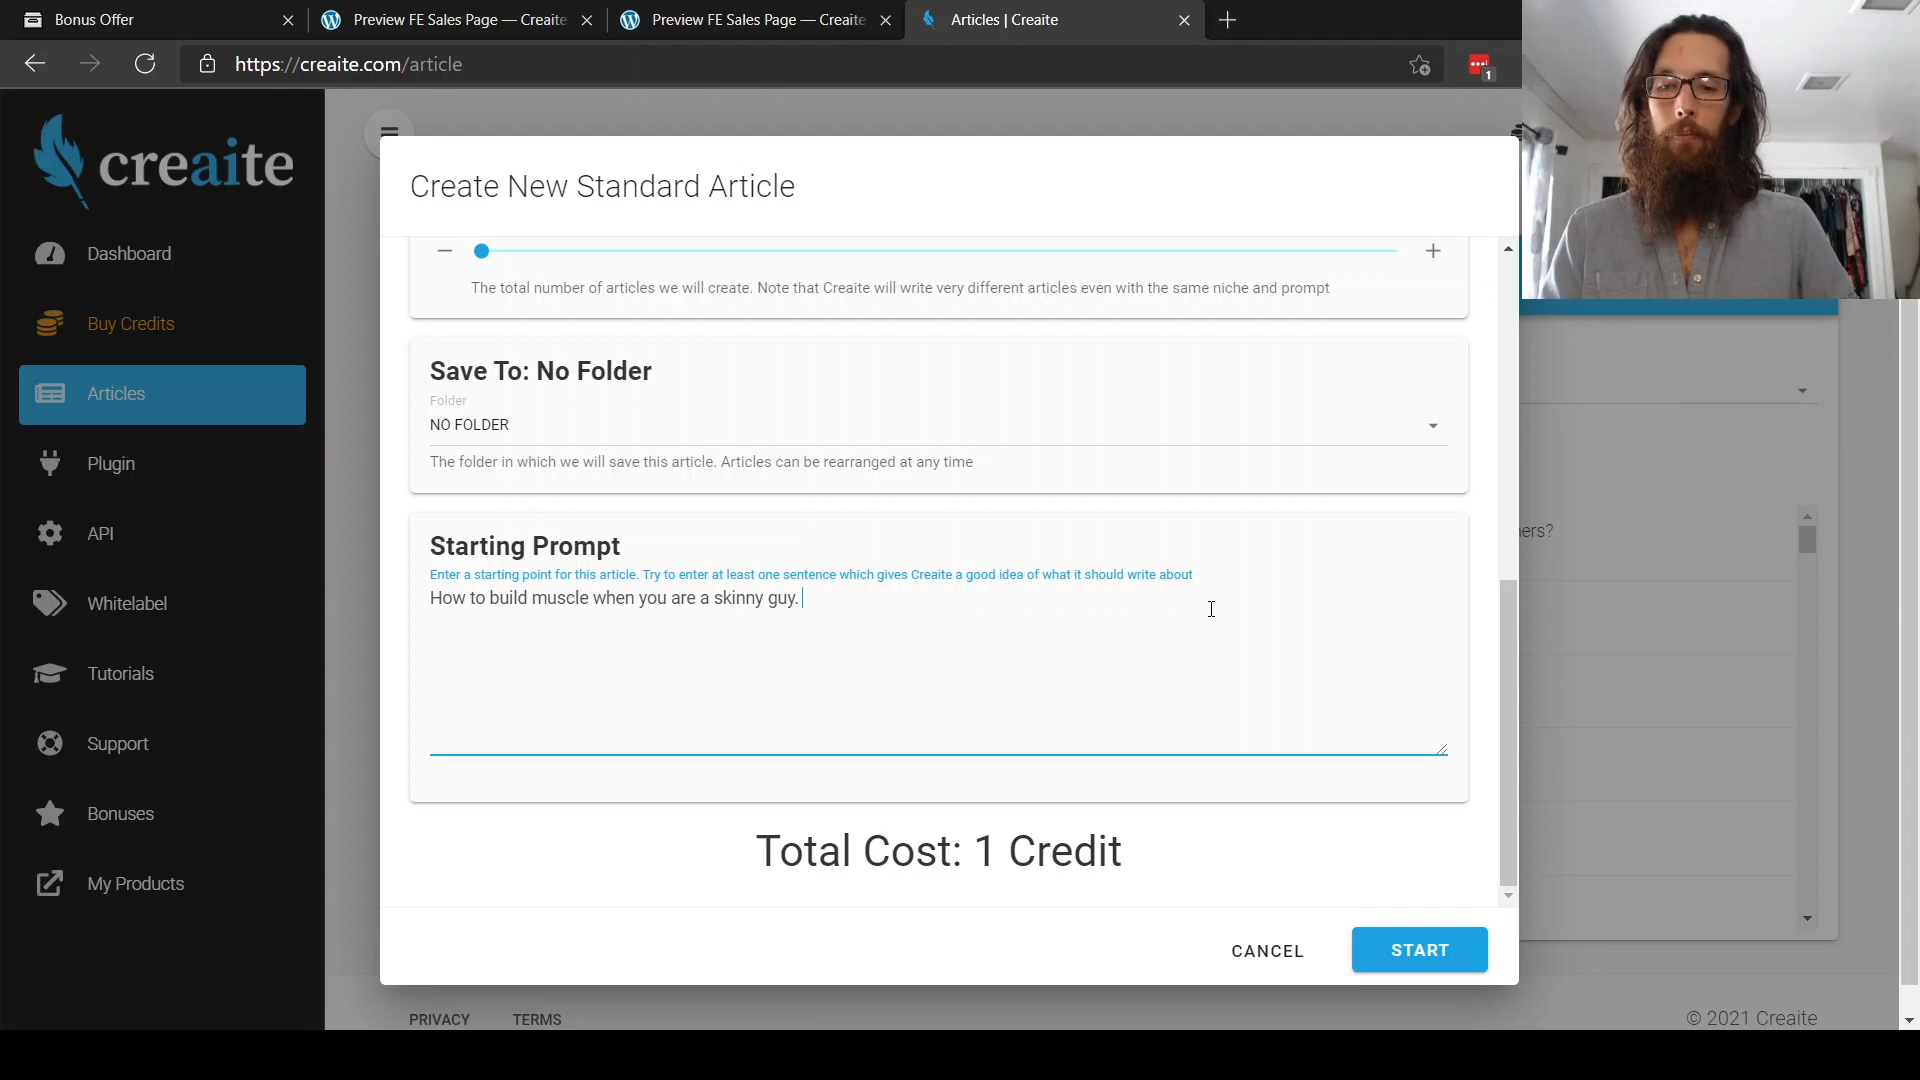 Bonus Offer
Preview FE Sales Page — Create
Preview FE Sales Page — Create
Articles | Creaite
https://creaite.com/article
1
creaite
Dashboard
Buy Credits
Articles
Plugin
API
Whitelabel
Tutorials
Support
Bonuses
My Products
Create New Standard Article
The total number of articles we will create. Note that Creaite will write very different articles even with the same niche and prompt
Save To: No Folder
Folder
NO FOLDER
The folder in which we will save this article. Articles can be rearranged at any time
Starting Prompt
Enter a starting point for this article. Try to enter at least one sentence which gives Creaite a good idea of what it should write about
How to build muscle when you are a skinny guy.
ers?
Total Cost: 1 Credit
CANCEL
START
PRIVACY
TERMS
© 2021 Creaite